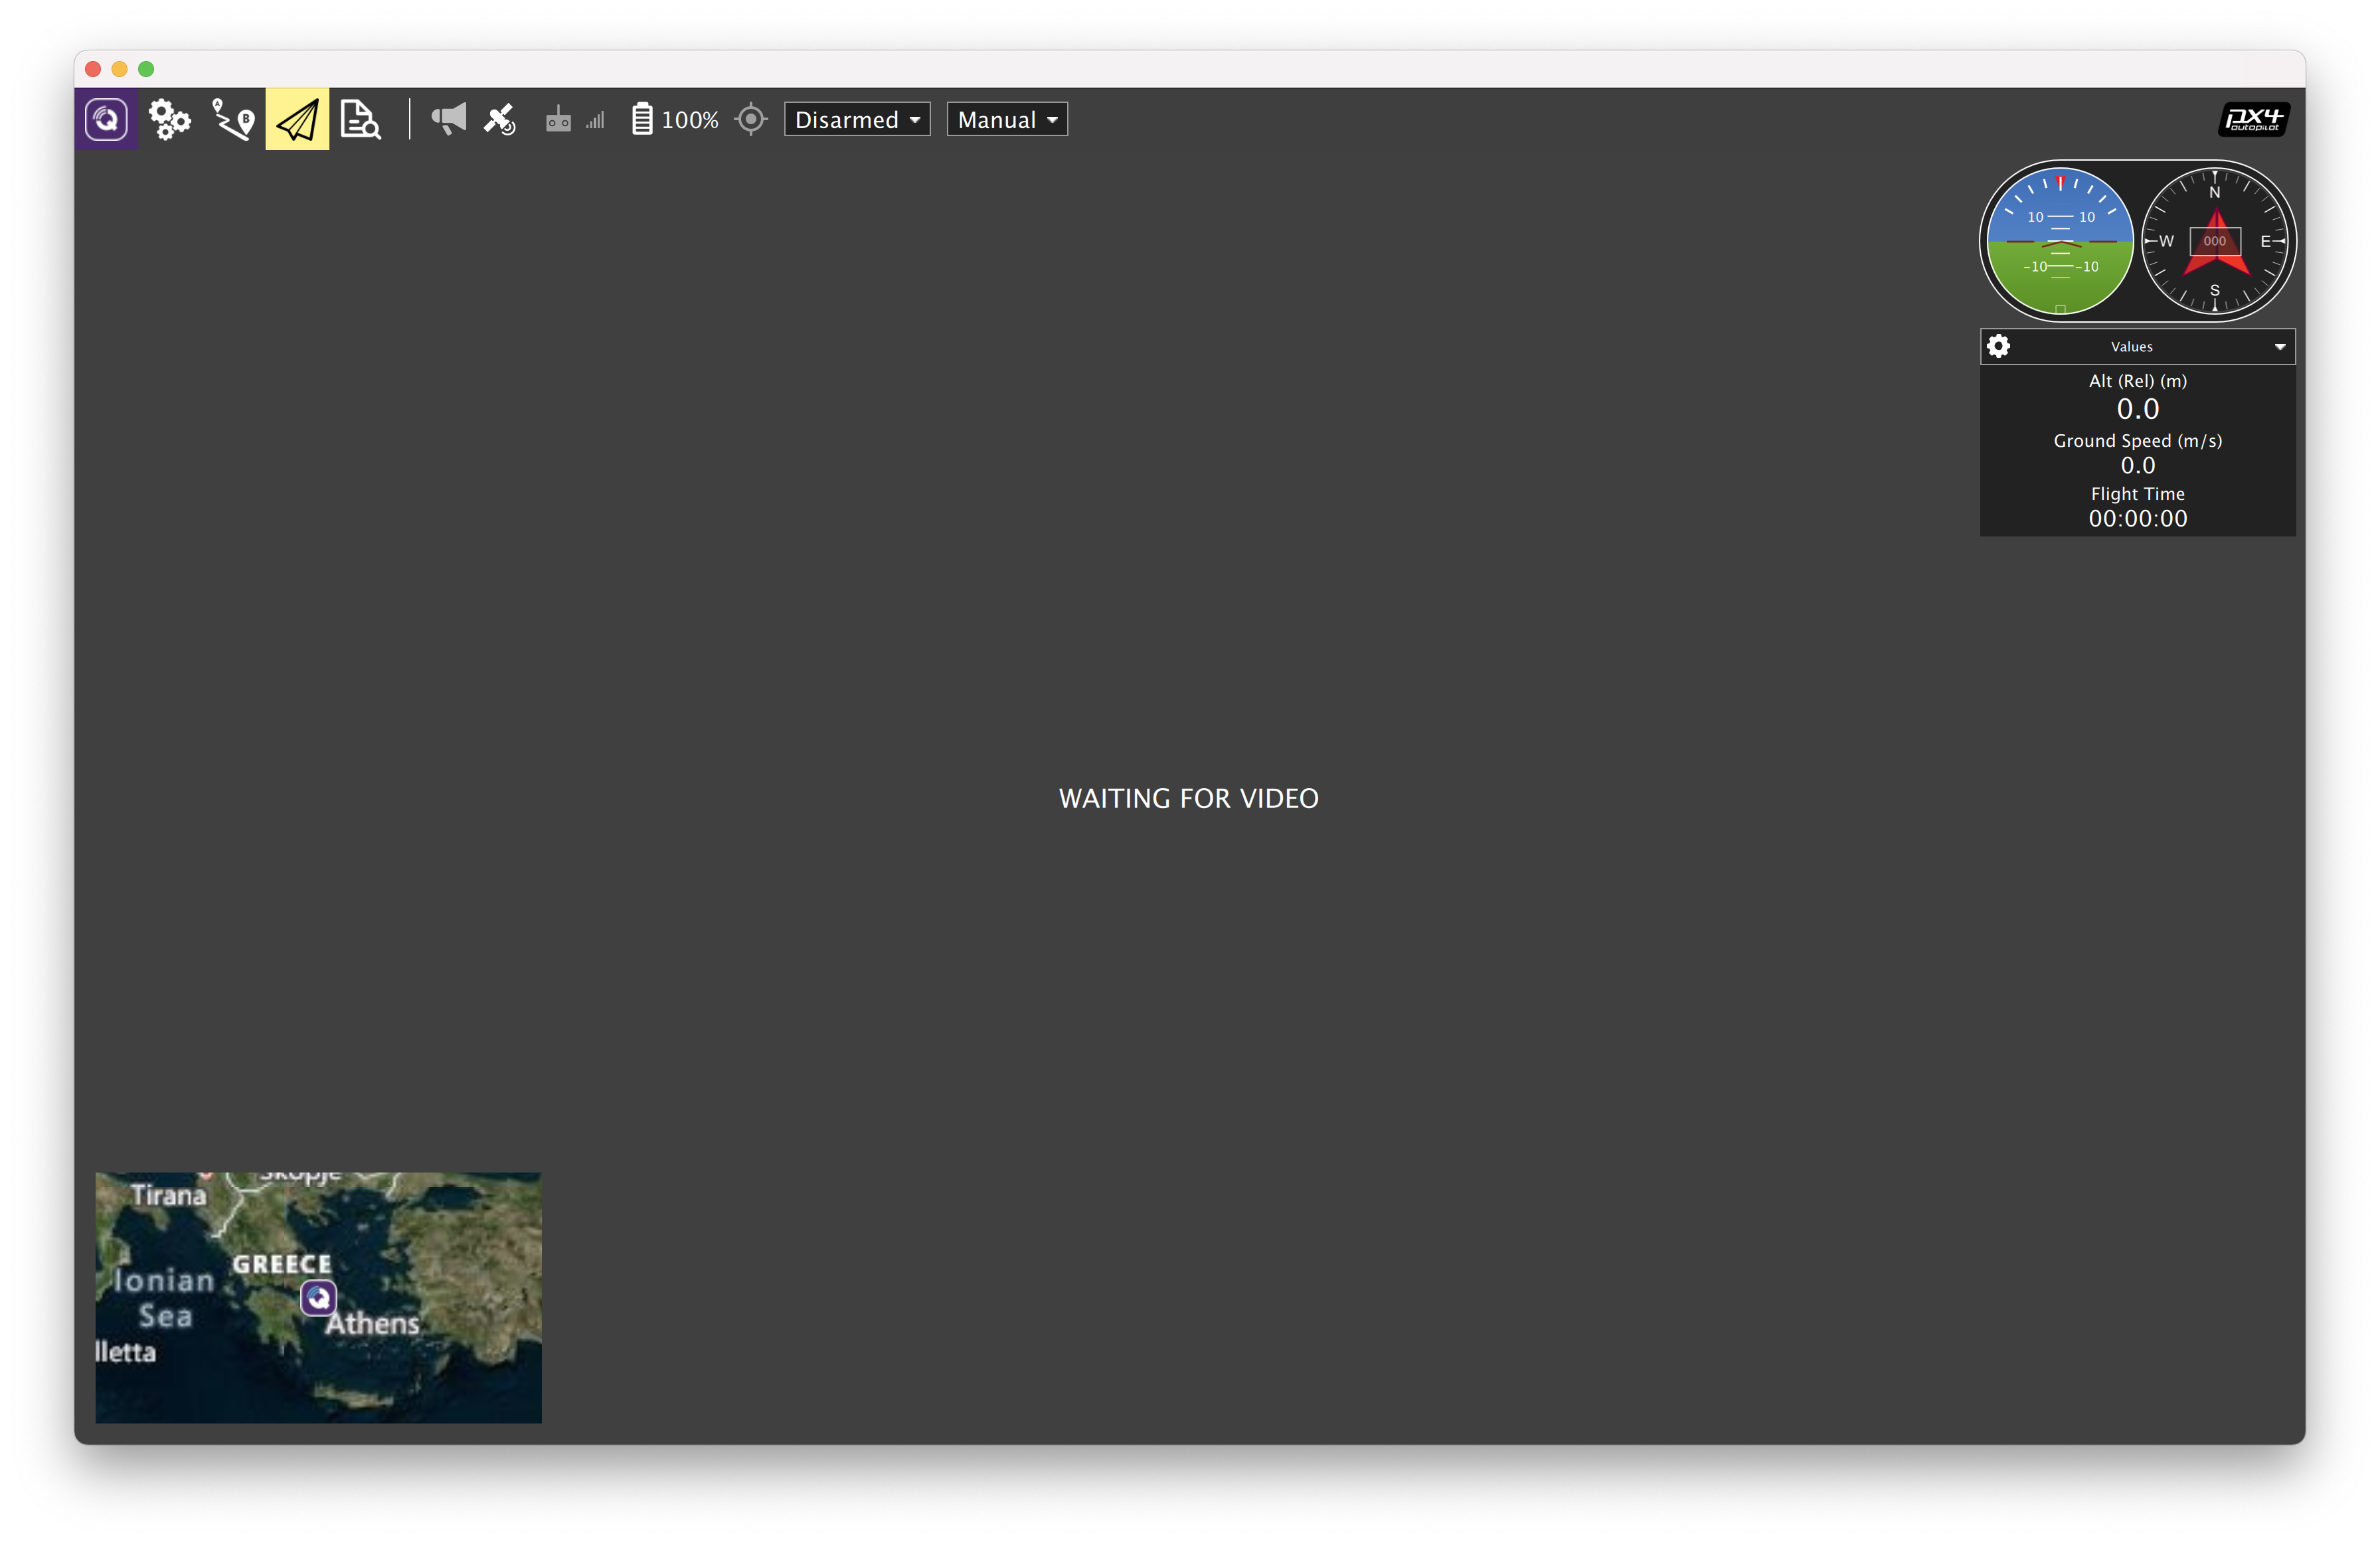 A
B
100%
Disarmed
Manual
px4
autopilot
10 10
-10 -10
N
W 000 E
S
Values
Alt (Rel) (m)
0.0
Ground Speed (m/s)
0.0
Flight Time
00:00:00
WAITING FOR VIDEO
Skopje
Tirana
GREECE
Ionian
Sea
Athens
lletta